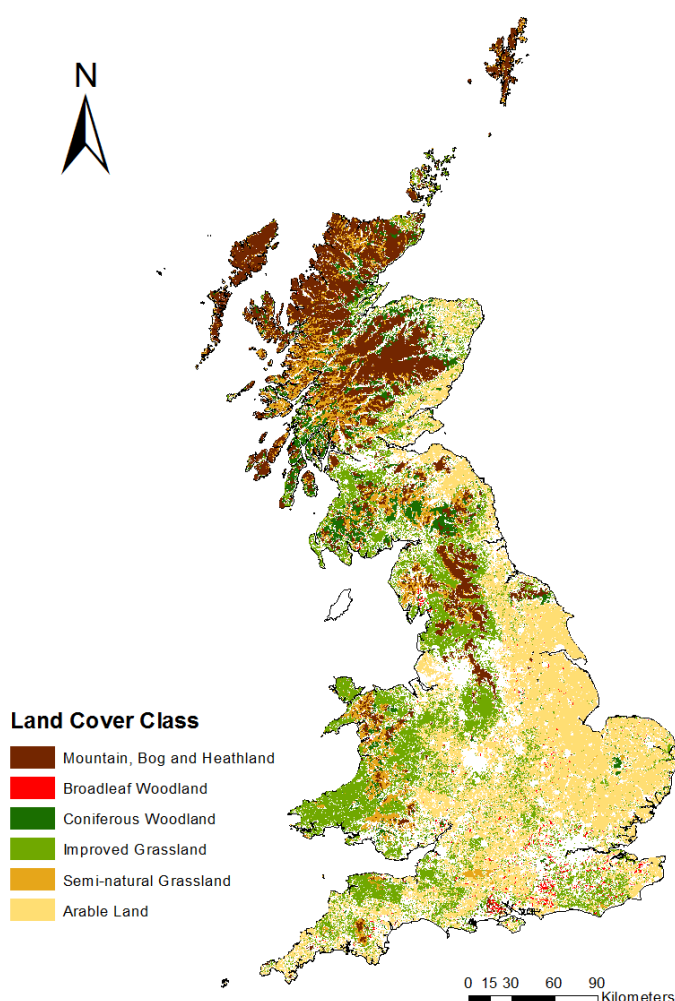 N
Land Cover Class
Mountain, Bog and Heathland
Broadleaf Woodland
Coniferous Woodland
Improved Grassland
Semi-natural Grassland
Arable Land
0 15 30 60 90
Kilometers